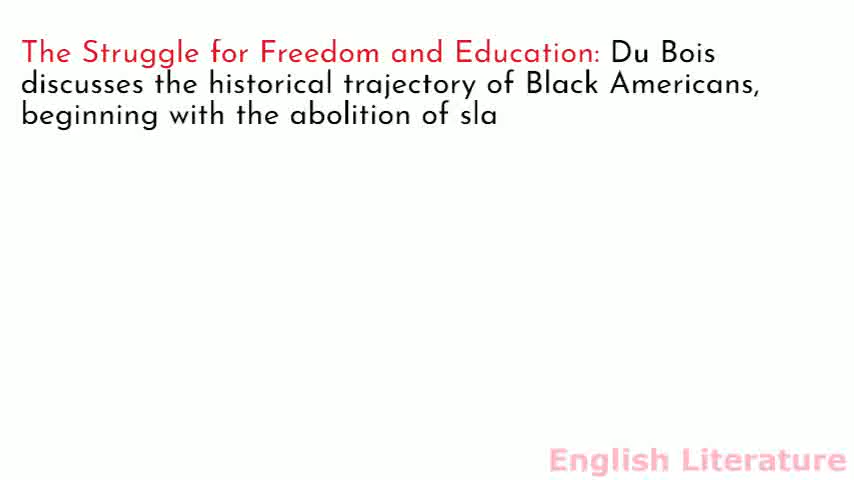 The Struggle for Freedom and Education: Du Bois
discusses the historical trajectory of Black Americans,
beginning with the abolition of sla
English Literature